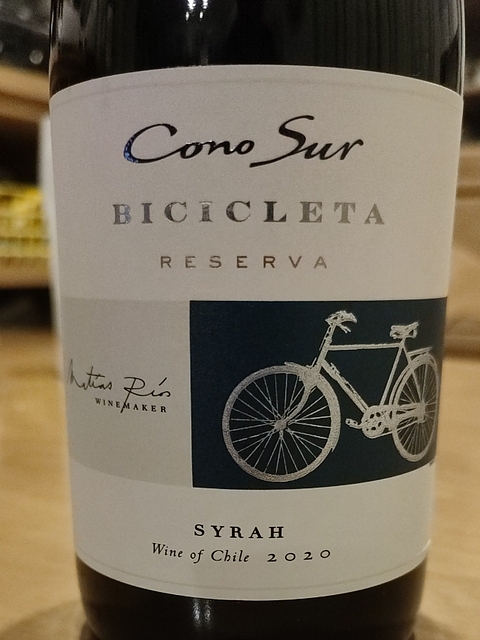 Cono Sur
BICICLETA
RESERVA
Matías Ríos
WINEMAKER
SYRAH
Wine of Chile 2020